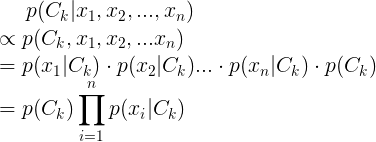 p(C_k|x_1, x_2, ..., x_n)
∝ p(C_k, x_1, x_2, ...x_n)
= p(x_1|C_k) · p(x_2|C_k)... · p(x_n|C_k) · p(C_k)
= p(C_k) ∏_{i=1}^{n} p(x_i|C_k)